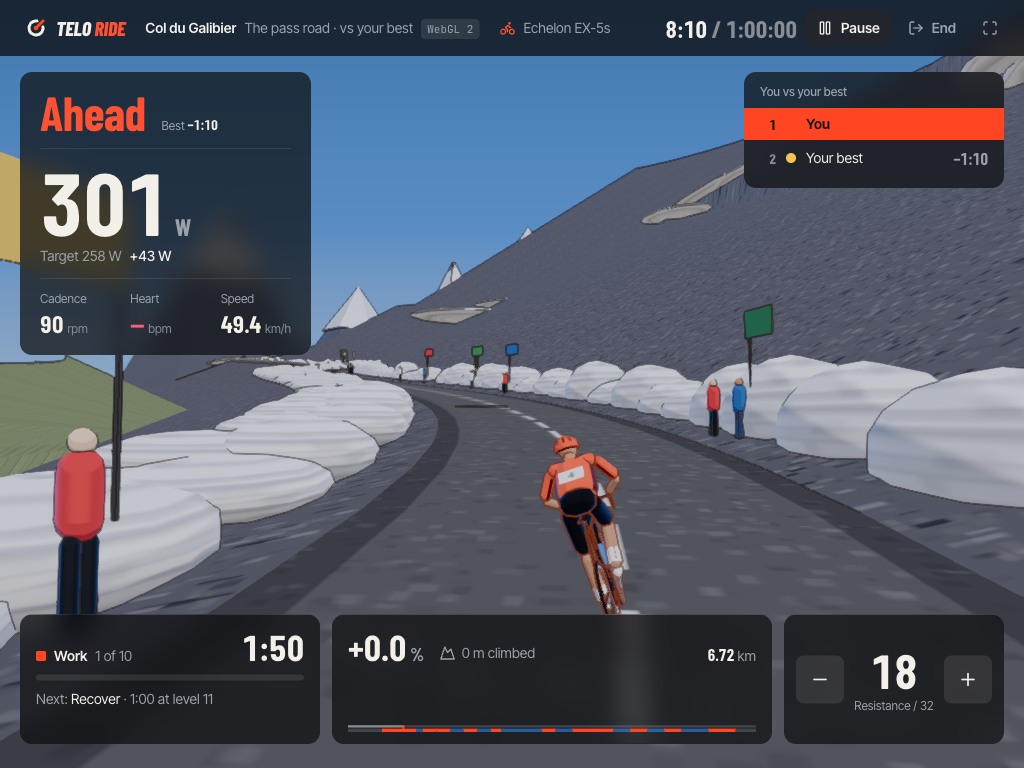 TELO RIDE Col du Galibier The pass road · vs your best WebGL 2 Echelon EX-5s 8:10 / 1:00:00 Pause End
Ahead Best −1:10
301 W
Target 258 W +43 W
Cadence Heart Speed
90 rpm — bpm 49.4 km/h
You vs your best
1 You
2 Your best −1:10
4
Work 1 of 10 1:50
Next: Recover · 1:00 at level 11
+0.0 % 0 m climbed 6.72 km
− 18 +
Resistance / 32